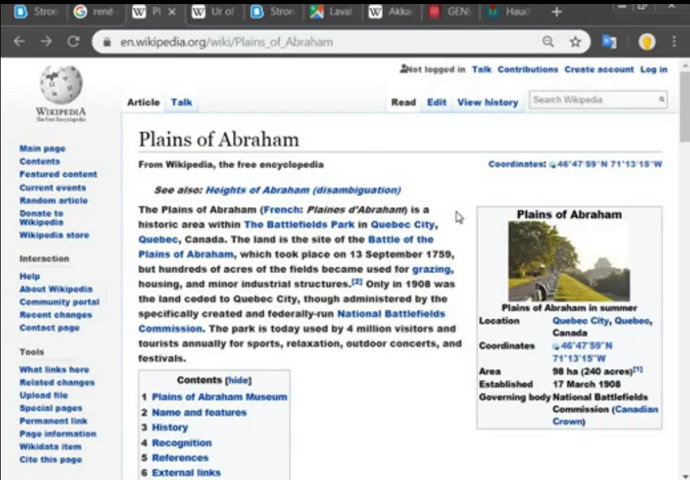 Stron
rené
Pl
Ur of
Stron
Laval
Akka
GENI
Haud
en.wikipedia.org/wiki/Plains_of_Abraham
Not logged in Talk Contributions Create account Log in
WIKIPEDIA
The Free Encyclopedia
Article Talk
Read Edit View history
Search Wikipedia
Plains of Abraham
From Wikipedia, the free encyclopedia
Coordinates: 46°47′59″N 71°13′15″W
See also: Heights of Abraham (disambiguation)
The Plains of Abraham (French: Plaines d'Abraham) is a
historic area within The Battlefields Park in Quebec City,
Quebec, Canada. The land is the site of the Battle of the
Plains of Abraham, which took place on 13 September 1759,
but hundreds of acres of the fields became used for grazing,
housing, and minor industrial structures.[2] Only in 1908 was
the land ceded to Quebec City, though administered by the
specifically created and federally-run National Battlefields
Commission. The park is today used by 4 million visitors and
tourists annually for sports, relaxation, outdoor concerts, and
festivals.
Contents [hide]
1 Plains of Abraham Museum
2 Name and features
3 History
4 Recognition
5 References
6 External links
Plains of Abraham
Plains of Abraham in summer
Location Quebec City, Quebec,
Canada
Coordinates 46°47′59″N
71°13′15″W
Area 98 ha (240 acres)[1]
Established 17 March 1908
Governing body National Battlefields
Commission (Canadian
Crown)
Main page
Contents
Featured content
Current events
Random article
Donate to
Wikipedia
Wikipedia store
Interaction
Help
About Wikipedia
Community portal
Recent changes
Contact page
Tools
What links here
Related changes
Upload file
Special pages
Permanent link
Page information
Wikidata item
Cite this page